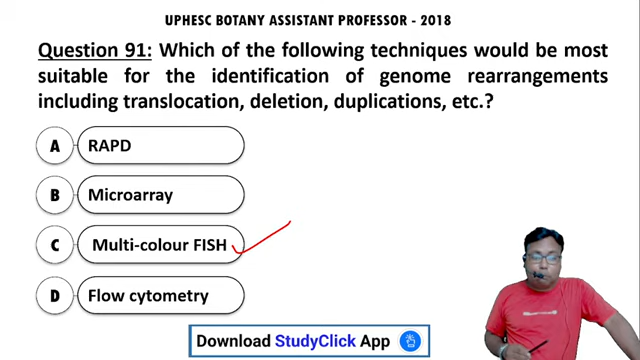 UPHESC BOTANY ASSISTANT PROFESSOR - 2018
Question 91: Which of the following techniques would be most
suitable for the identification of genome rearrangements
including translocation, deletion, duplications, etc.?
A RAPD
B Microarray
C Multi-colour FISH
D Flow cytometry
Download StudyClick App